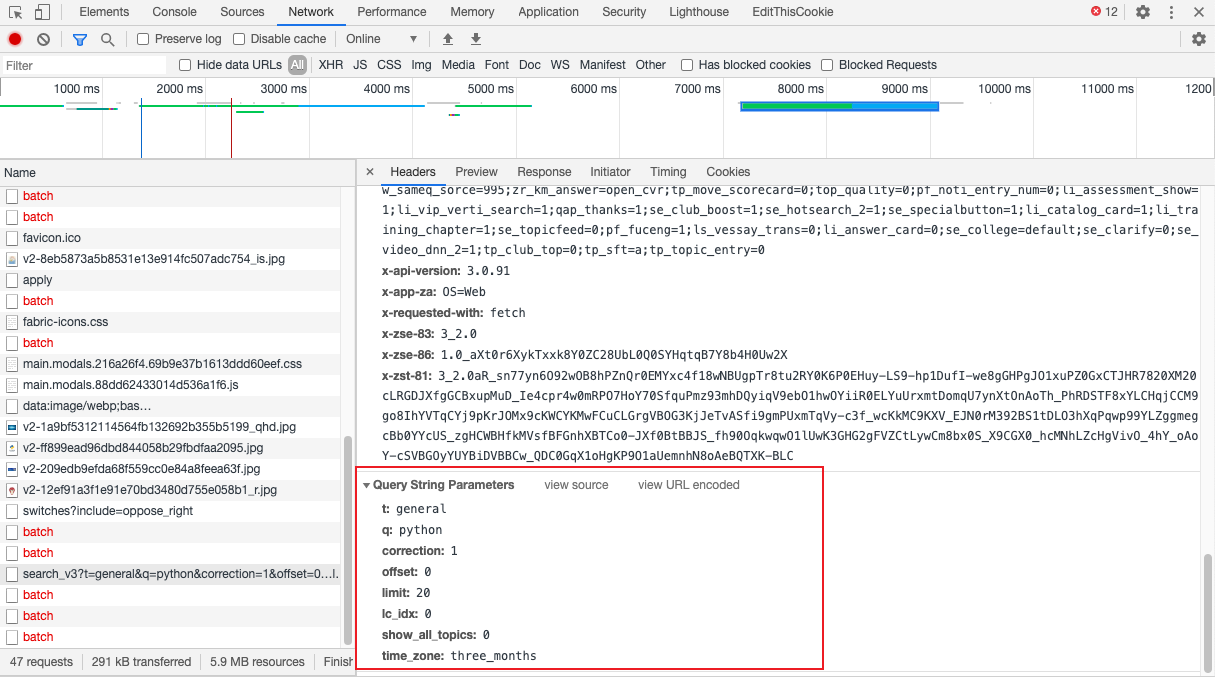 Elements Console Sources Network Performance Memory Application Security Lighthouse EditThisCookie 12
Preserve log Disable cache Online
Filter Hide data URLs All XHR JS CSS Img Media Font Doc WS Manifest Other Has blocked cookies Blocked Requests
1000 ms 2000 ms 3000 ms 4000 ms 5000 ms 6000 ms 7000 ms 8000 ms 9000 ms 10000 ms 11000 ms 1200
Name
batch
batch
favicon.ico
v2-8eb5873a5b8531e13e914fc507adc754_is.jpg
apply
batch
fabric-icons.css
batch
main.modals.216a26f4.69b9e37b1613ddd60eef.css
main.modals.88dd62433014d536a1f6.js
data:image/webp;bas…
v2-1a9bf5312114564fb132692b355b5199_qhd.jpg
v2-ff899ead96dbd844058b29fbdfaa2095.jpg
v2-209edb9efda68f559cc0e84a8feea63f.jpg
v2-12ef91a3f1e91e70bd3480d755e058b1_r.jpg
switches?include=oppose_right
batch
batch
search_v3?t=general&q=python&correction=1&offset=0…l.
batch
batch
batch
47 requests 291 kB transferred 5.9 MB resources Finish
Headers Preview Response Initiator Timing Cookies
w_sameq_sorce=995;zr_km_answer=open_cvr;tp_move_scorecard=0;top_quality=0;pf_noti_entry_num=0;li_assessment_show=
1;li_vip_verti_search=1;qap_thanks=1;se_club_boost=1;se_hotsearch_2=1;se_specialbutton=1;li_catalog_card=1;li_tra
ining_chapter=1;se_topicfeed=0;pf_fuceng=1;ls_vessay_trans=0;li_answer_card=0;se_college=default;se_clarify=0;se_
video_dnn_2=1;tp_club_top=0;tp_sft=a;tp_topic_entry=0
x-api-version: 3.0.91
x-app-za: OS=Web
x-requested-with: fetch
x-zse-83: 3_2.0
x-zse-86: 1.0_aXt0r6XykTxxk8Y0ZC28UbL0Q0SYHqtqB7Y8b4H0Uw2X
x-zst-81: 3_2.0aR_sn77yn6O92wOB8hPZnQr0EMYxc4f18wNBUgpTr8tu2RY0K6P0EHuy-LS9-hp1DufI-we8gGHPgJO1xuPZ0GxCTJHR7820XM20
cLRGDJXfgGCBxupMuD_Ie4cpr4w0mRPO7HoY70SfquPmz93mhDQyiqV9ebO1hwOYiiR0ELYuUrxmtDomqU7ynXtOnAoTh_PhRDSTF8xYLCHqjCCM9
go8IhYVTqCYj9pKrJOMx9cKWCYKMwFCuCLGrgVBOG3KjJeTvASfi9gmPUxmTqVy-c3f_wcKkMC9KXV_EJN0rM392BS1tDLO3hXqPqwp99YLZggmeg
cBb0YYcUS_zgHCWBHfkMVsfBFGnhXBTCo0-JXf0BtBBJS_fh90OqkwqwO1lUwK3GHG2gFVZCtLywCm8bx0S_X9CGX0_hcMNhLZcHgVivO_4hY_oAo
Y-cSVBGOyYUYBiDVBBCw_QDC0GqX1oHgKP9O1aUemnhN8oAeBQTXK-BLC
Query String Parameters view source view URL encoded
t: general
q: python
correction: 1
offset: 0
limit: 20
lc_idx: 0
show_all_topics: 0
time_zone: three_months